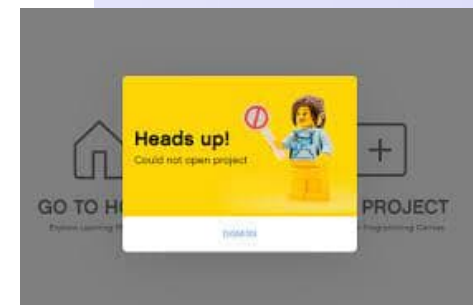 Heads up!
Could not open project
DISMISS
GO TO H
PROJECT